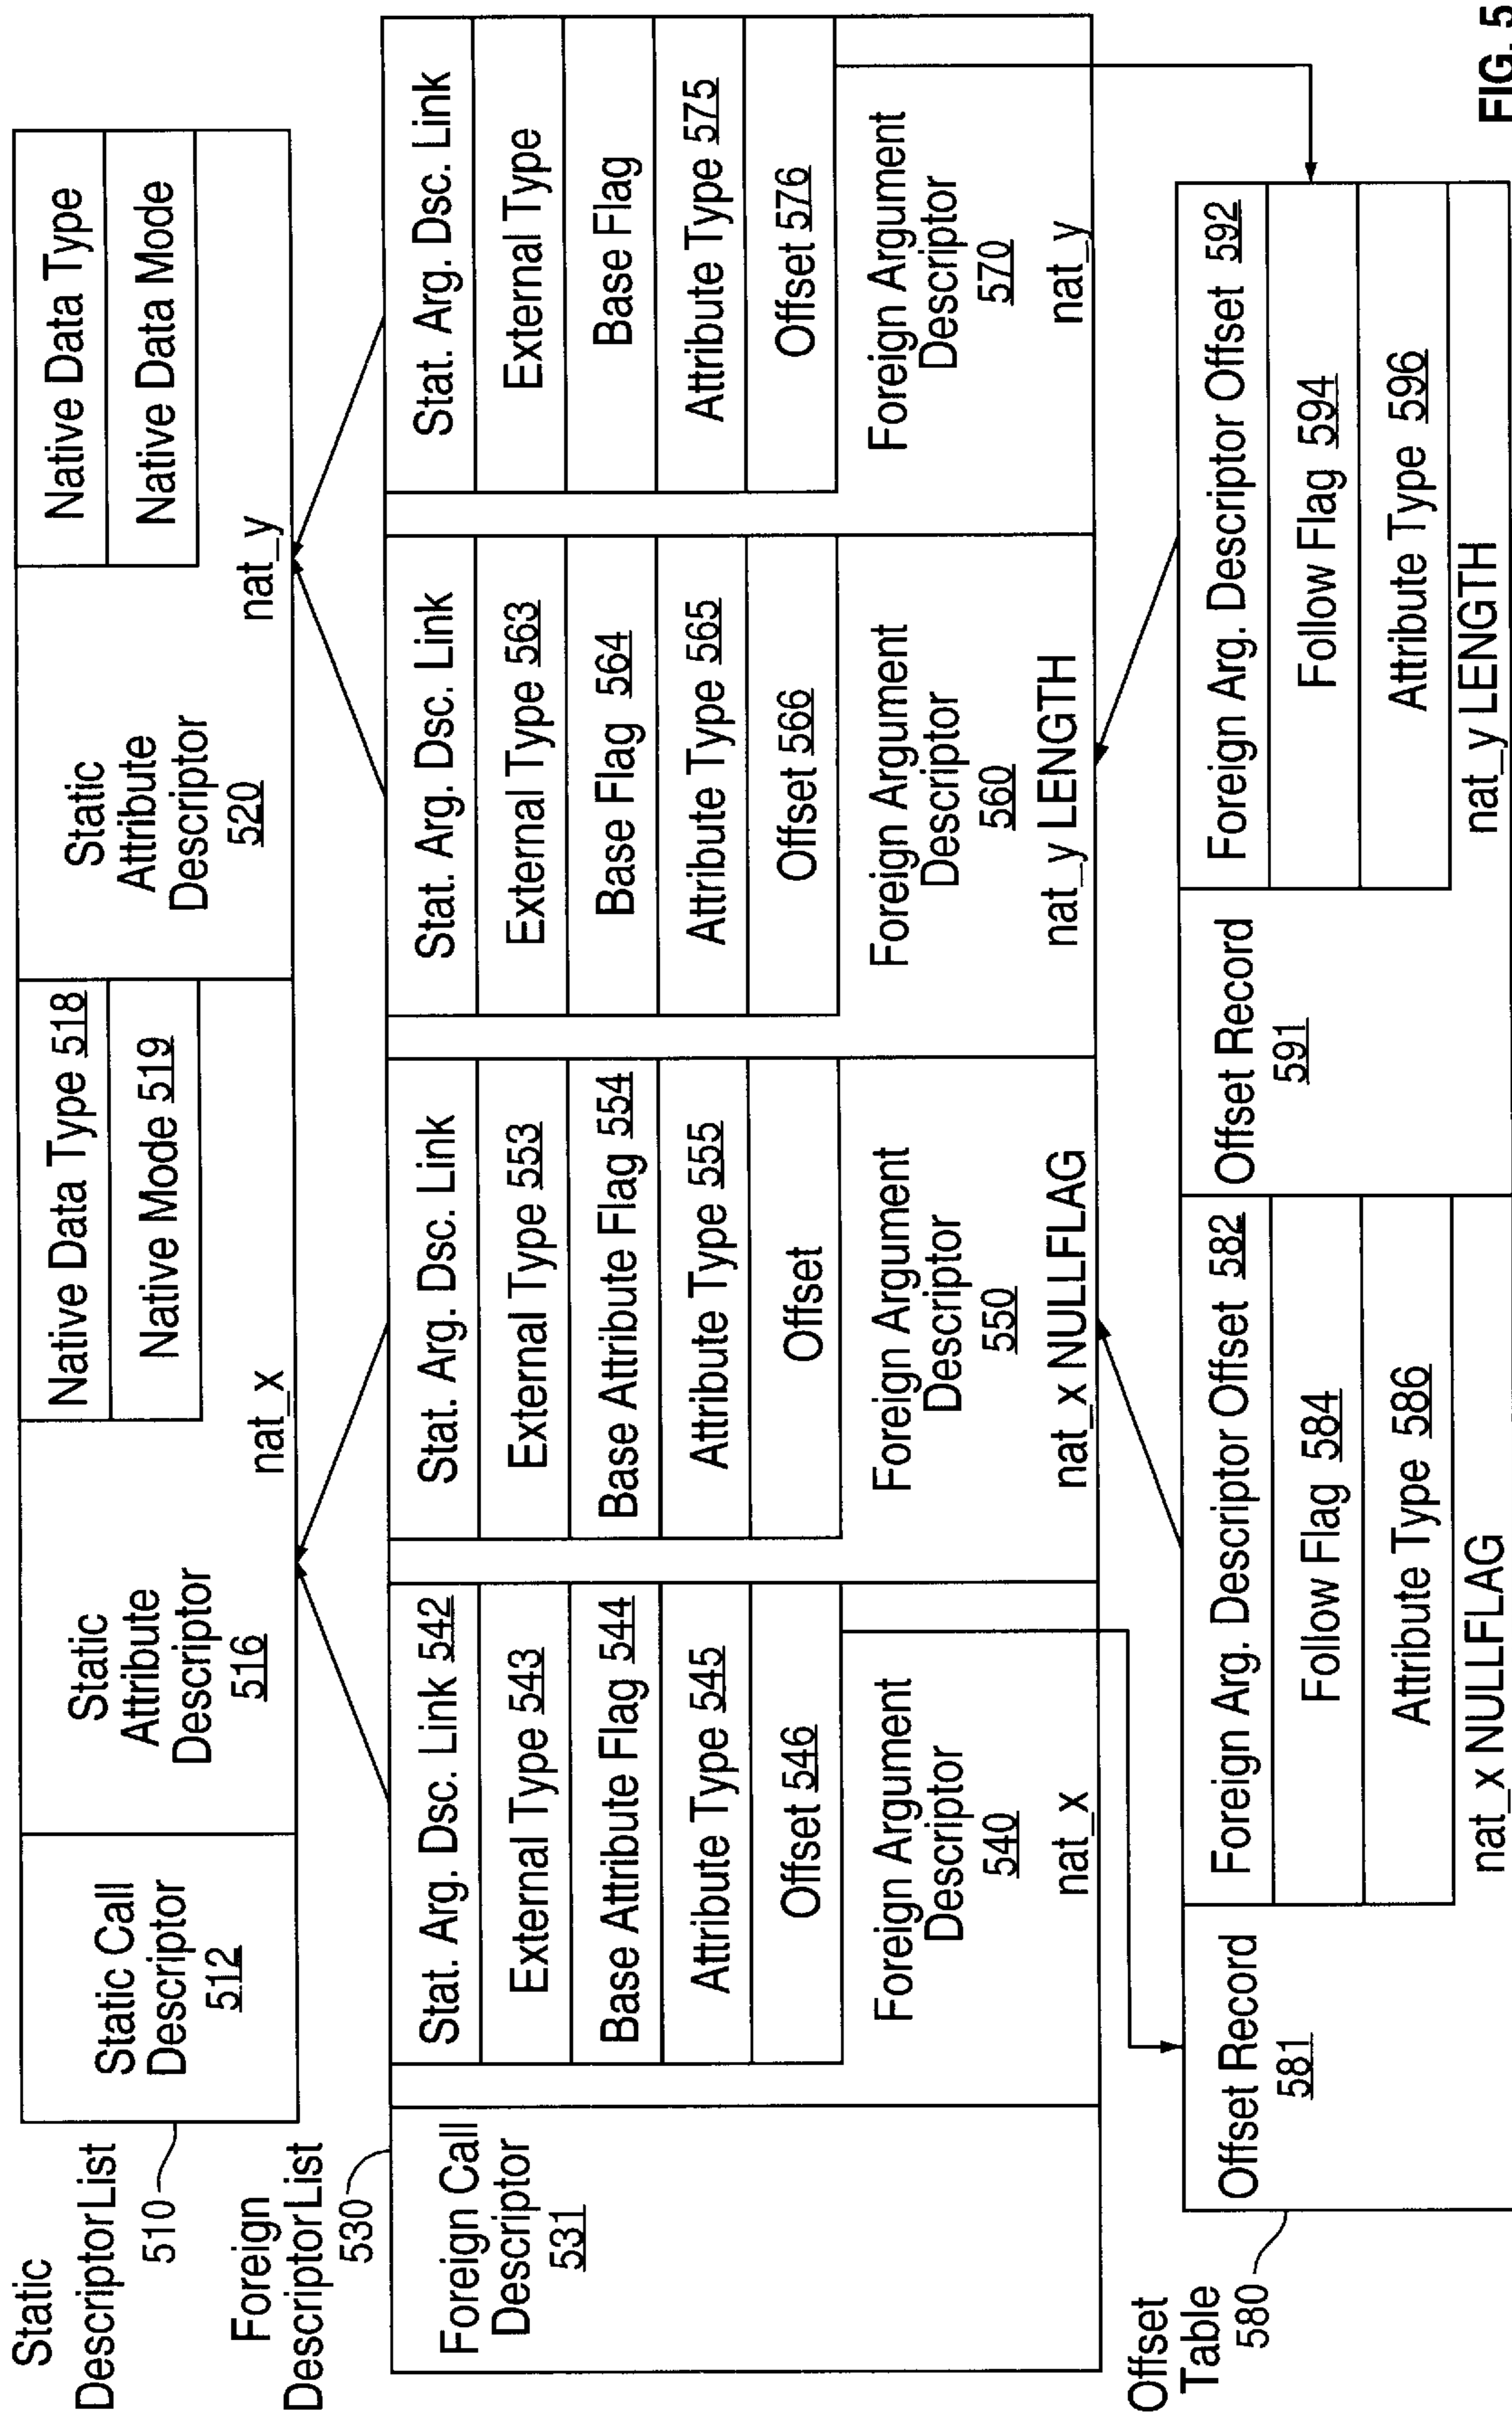 Static
Descriptor List
510
Static Call
Descriptor
512
Static
Attribute
Descriptor
516
Native Data Type 518
Native Mode 519
nat_x
Static
Attribute
Descriptor
520
Native Data Type
Native Data Mode
nat_y
Foreign
Descriptor List
530
Foreign Call
Descriptor
531
Stat. Arg. Dsc. Link 542
External Type 543
Base Attribute Flag 544
Attribute Type 545
Offset 546
Foreign Argument
Descriptor
540
nat_x
Stat. Arg. Dsc. Link
External Type 553
Base Attribute Flag 554
Attribute Type 555
Offset
Foreign Argument
Descriptor
550
nat_x NULLFLAG
Stat. Arg. Dsc. Link
External Type 563
Base Flag 564
Attribute Type 565
Offset 566
Foreign Argument
Descriptor
560
nat_y LENGTH
Stat. Arg. Dsc. Link
External Type
Base Flag
Attribute Type 575
Offset 576
Foreign Argument
Descriptor
570
nat_y
Offset
Table
580
Offset Record
581
Foreign Arg. Descriptor Offset 582
Follow Flag 584
Attribute Type 586
nat_x NULLFLAG
Offset Record
591
Foreign Arg. Descriptor Offset 592
Follow Flag 594
Attribute Type 596
nat_y LENGTH
FIG. 5